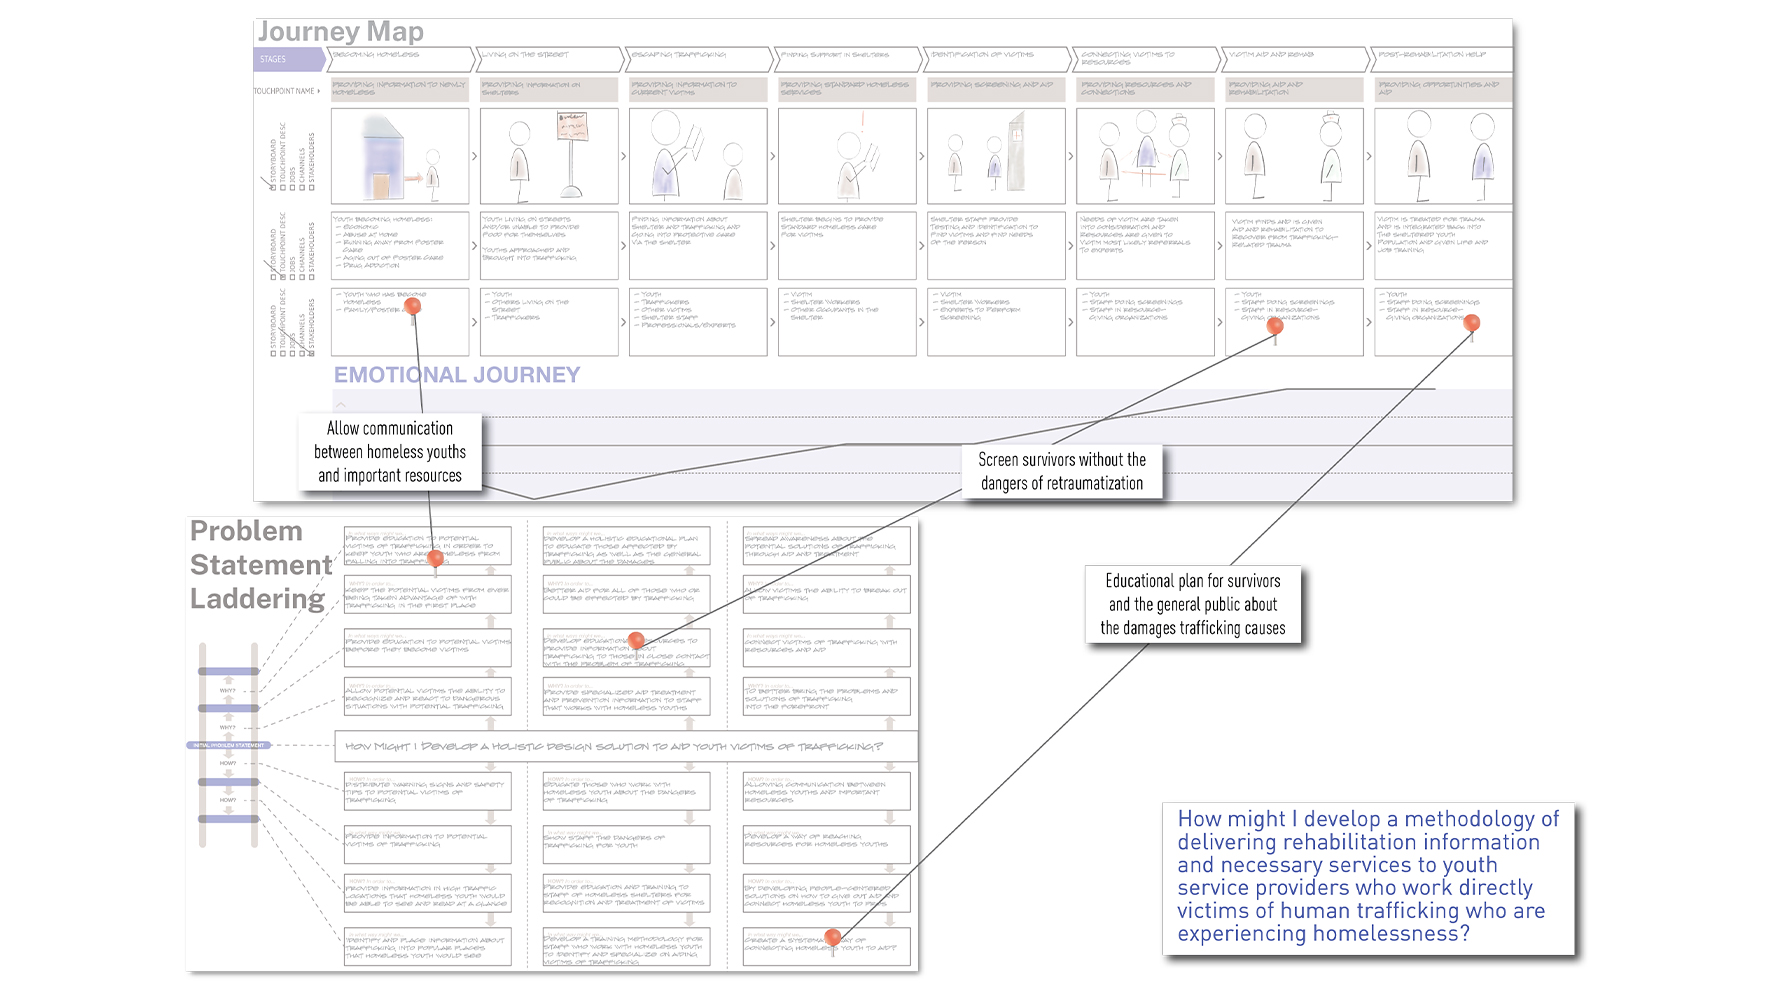 Journey Map
STAGES
BECOMING HOMELESS
LIVING ON THE STREET
ESCAPING TRAFFICKING
FINDING SUPPORT IN SHELTERS
IDENTIFICATION OF VICTIMS
CONNECTING VICTIMS TO
RESOURCES
VICTIM AID AND REHAB
POST-REHABILITATION HELP
TOUCHPOINT NAME
PROVIDING INFORMATION TO NEWLY
HOMELESS
PROVIDING INFORMATION ON
SHELTERS
PROVIDING INFORMATION TO
CURRENT VICTIMS
PROVIDING STANDARD HOMELESS
SERVICES
PROVIDING SCREENING AND AID
PROVIDING RESOURCES AND
CONNECTIONS
PROVIDING AID AND
REHABILITATION
PROVIDING OPPORTUNITIES AND
AID
STORYBOARD
TOUCHPOINT DESC
JOBS
CHANNELS
STAKEHOLDERS
STORYBOARD
TOUCHPOINT DESC
JOBS
CHANNELS
STAKEHOLDERS
YOUTH BECOMING HOMELESS:
- ECONOMIC
- ABUSE AT HOME
- RUNNING AWAY FROM FOSTER
CARE
- AGING OUT OF FOSTER CARE
- DRUG ADDICTION
YOUTH LIVING ON STREETS
AND/OR UNABLE TO PROVIDE
FOOD FOR THEMSELVES
YOUTHS APPROACHED AND
BROUGHT INTO TRAFFICKING
FINDING INFORMATION ABOUT
SHELTER AND TRAFFICKING AND
GOING INTO PROTECTIVE CARE
VIA THE SHELTER
SHELTER BEGINS TO PROVIDE
STANDARD HOMELESS CARE
FOR VICTIMS
SHELTER STAFF PROVIDE
TESTING AND IDENTIFICATION TO
FIND VICTIMS AND FIND NEEDS
OF THE PERSON
NEEDS OF VICTIM ARE TAKEN
INTO CONSIDERATION AND
RESOURCES ARE GIVEN TO
VICTIM MOST LIKELY REFERRALS
TO EXPERTS
VICTIM FINDS AND IS GIVEN
AID AND REHABILITATION TO
RECOVER FROM TRAFFICKING-
RELATED TRAUMA
VICTIM IS TREATED FOR TRAUMA
AND IS INTEGRATED BACK INTO
THE SHELTERED YOUTH
POPULATION AND GIVEN LIFE AND
JOB TRAINING
STORYBOARD
TOUCHPOINT DESC
JOBS
CHANNELS
STAKEHOLDERS
- YOUTH WHO HAS BECOME
HOMELESS
- FAMILY/FOSTER
- YOUTH
- OTHERS LIVING ON THE
STREET
- TRAFFICKERS
- YOUTH
- TRAFFICKERS
- OTHER VICTIMS
- SHELTER STAFF
- PROFESSIONALS/EXPERTS
- VICTIM
- SHELTER WORKERS
- OTHER OCCUPANTS IN THE
SHELTER
- VICTIM
- SHELTER WORKERS
- EXPERTS TO PERFORM
SCREENING
- YOUTH
- STAFF DOING SCREENINGS
- STAFF IN RESOURCE-
GIVING ORGANIZATIONS
- YOUTH
- STAFF DOING SCREENINGS
- STAFF IN RESOURCE-
GIVING ORGANIZATIONS
- YOUTH
- STAFF DOING SCREENINGS
- STAFF IN RESOURCE-
GIVING ORGANIZATIONS
EMOTIONAL JOURNEY
Allow communication
between homeless youths
and important resources
Screen survivors without the
dangers of retraumatization
Educational plan for survivors
and the general public about
the damages trafficking causes
Problem
Statement
Laddering
WHY?
WHY?
INITIAL PROBLEM STATEMENT
HOW?
HOW?
PROVIDE EDUCATION TO POTENTIAL
VICTIMS OF TRAFFICKING IN ORDER TO
KEEP YOUTH WHO ARE HOMELESS FROM
FALLING INTO TRAFFICKING
DEVELOP A HOLISTIC EDUCATIONAL PLAN
TO EDUCATE THOSE AFFECTED BY
TRAFFICKING AS WELL AS THE GENERAL
PUBLIC ABOUT THE DAMAGES
SPREAD AWARENESS ABOUT THE
POTENTIAL SOLUTIONS OF TRAFFICKING
THROUGH AID AND TREATMENT
KEEP THE POTENTIAL VICTIMS FROM EVER
BEING TAKEN ADVANTAGE OF WITH
TRAFFICKING IN THE FIRST PLACE
BETTER AID FOR ALL OF THOSE WHO OR
COULD BE EFFECTED BY TRAFFICKING
ALLOW VICTIMS THE ABILITY TO BREAK OUT
OF TRAFFICKING
PROVIDE EDUCATION TO POTENTIAL VICTIMS
BEFORE THEY BECOME VICTIMS
DEVELOP EDUCATIONAL RESOURCES TO
PROVIDE INFORMATION ABOUT
TRAFFICKING TO THOSE IN CLOSE CONTACT
WITH THE PROBLEM OF TRAFFICKING
CONNECT VICTIMS OF TRAFFICKING WITH
RESOURCES AND AID
ALLOW POTENTIAL VICTIMS THE ABILITY TO
RECOGNIZE AND REACT TO DANGEROUS
SITUATIONS WITH POTENTIAL TRAFFICKING
PROVIDE SPECIALIZED AID TREATMENT
AND PREVENTION INFORMATION TO STAFF
THAT WORKS WITH HOMELESS YOUTHS
TO BETTER BRING THE PROBLEMS AND
SOLUTIONS OF TRAFFICKING
INTO THE FOREFRONT
HOW MIGHT I DEVELOP A HOLISTIC DESIGN SOLUTION TO AID YOUTH VICTIMS OF TRAFFICKING?
DISTRIBUTE WARNING SIGNS AND SAFETY
TIPS TO POTENTIAL VICTIMS OF
TRAFFICKING
EDUCATE THOSE WHO WORK WITH
HOMELESS YOUTH ABOUT THE DANGERS
OF TRAFFICKING
ALLOWING COMMUNICATION BETWEEN
HOMELESS YOUTHS AND IMPORTANT
RESOURCES
PROVIDE INFORMATION TO POTENTIAL
VICTIMS OF TRAFFICKING
SHOW STAFF THE DANGERS OF
TRAFFICKING FOR YOUTH
DEVELOP A WAY OF REACHING
RESOURCES FOR HOMELESS YOUTHS
PROVIDE INFORMATION IN HIGH TRAFFIC
LOCATIONS THAT HOMELESS YOUTH WOULD
BE ABLE TO SEE AND READ AT A GLANCE
PROVIDE EDUCATION AND TRAINING TO
STAFF OF HOMELESS SHELTERS FOR
RECOGNITION AND TREATMENT OF VICTIMS
BY DEVELOPING PEOPLE-CENTERED
SOLUTIONS ON HOW TO GIVE OUT AID AND
CONNECT HOMELESS YOUTH TO
IDENTIFY AND PLACE INFORMATION ABOUT
TRAFFICKING INTO POPULAR PLACES
THAT HOMELESS YOUTH WOULD SEE
DEVELOP A TRAINING METHODOLOGY FOR
STAFF WHO WORK WITH HOMELESS YOUTH
TO IDENTIFY AND SPECIALIZE ON AIDING
VICTIMS OF TRAFFICKING
CREATE A SYSTEMATIC WAY OF
CONNECTING HOMELESS YOUTH TO AID?
How might I develop a methodology of
delivering rehabilitation information
and necessary services to youth
service providers who work directly
victims of human trafficking who are
experiencing homelessness?